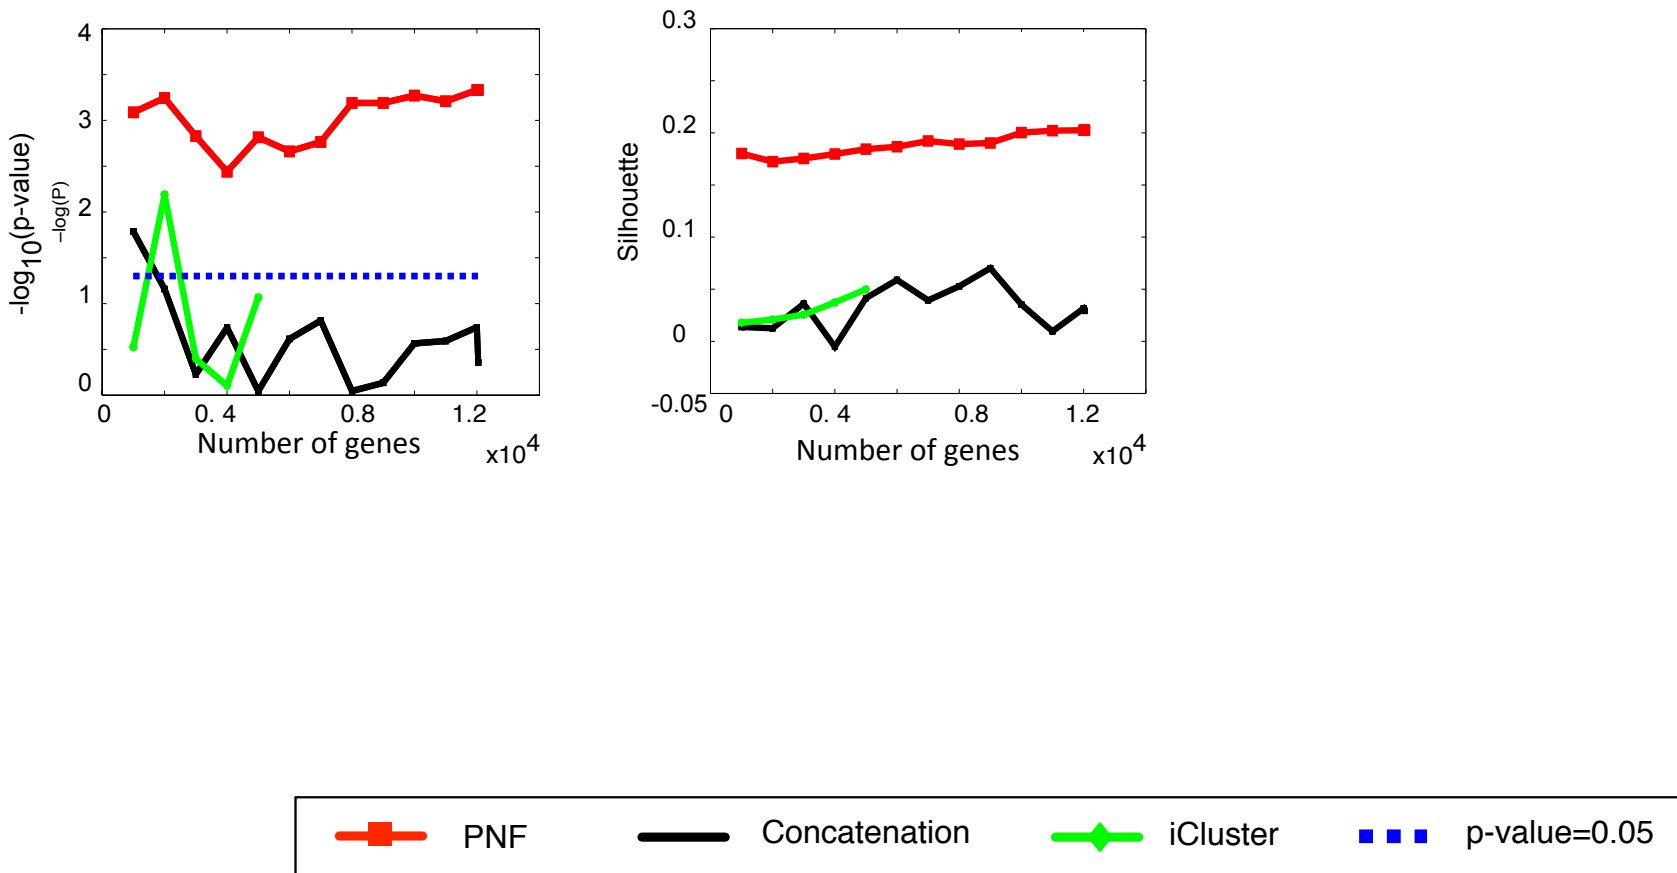 4
3
2
1
0
-log10(p-value)
–log(P)
0 0. 4 0.8 1.2
Number of genes
x10^4
0.3
0.2
0.1
0
-0.05
Silhouette
0 0. 4 0.8 1.2
Number of genes
x10^4
PNF Concatenation iCluster p-value=0.05